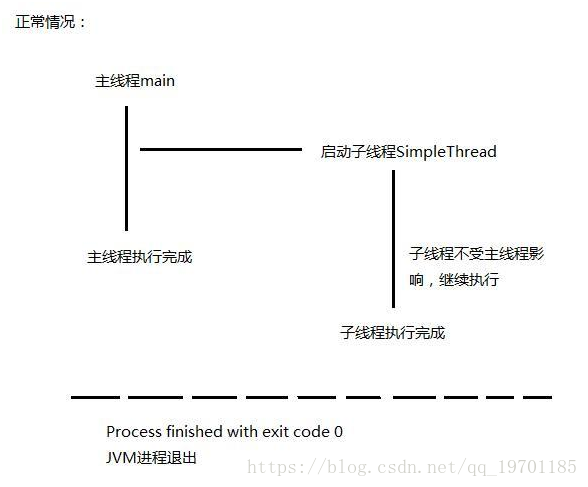 正常情况：
主线程main
启动子线程SimpleThread
主线程执行完成
子线程不受主线程影
响，继续执行
子线程执行完成
Process finished with exit code 0
JVM进程退出
https://blog.csdn.net/qq_19701185